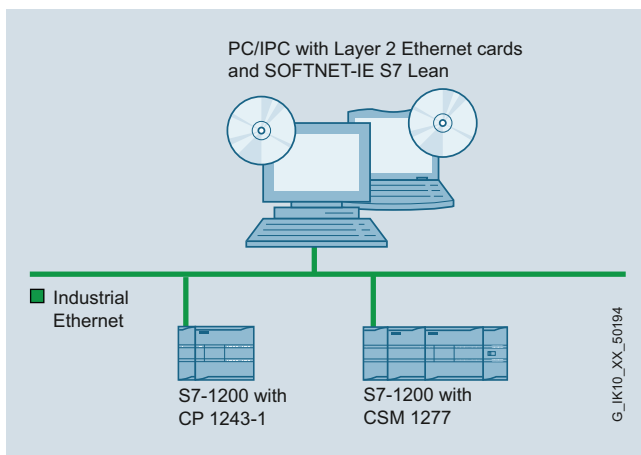 PC/IPC with Layer 2 Ethernet cards
and SOFTNET-IE S7 Lean
Industrial
Ethernet
S7-1200 with
CP 1243-1
S7-1200 with
CSM 1277
G_IK10_XX_50194